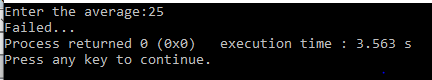 Enter the average:25
Failed...
Process returned 0 (0x0)   execution time : 3.563 s
Press any key to continue.